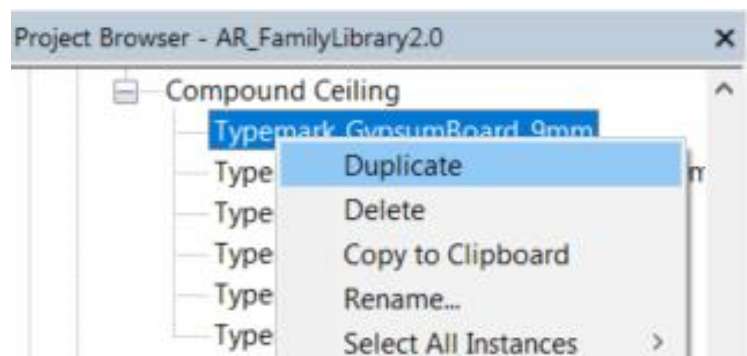 Project Browser - AR_FamilyLibrary2.0
Compound Ceiling
Typemark_GypsumBoard_9mm
Type
Duplicate
Type
Delete
Type
Copy to Clipboard
Type
Rename...
Type
Select All Instances